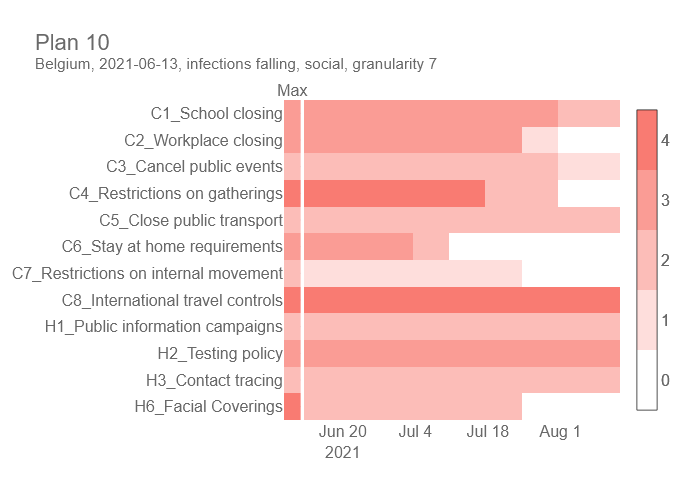 Plan 10
Belgium, 2021-06-13, infections falling, social, granularity 7
Max
C1_School closing
C2_Workplace closing
C3_Cancel public events
C4_Restrictions on gatherings
C5_Close public transport
C6_Stay at home requirements
C7_Restrictions on internal movement
C8_International travel controls
H1_Public information campaigns
H2_Testing policy
H3_Contact tracing
H6_Facial Coverings
Jun 20 Jul 4 Jul 18 Aug 1
2021
4
3
2
1
0